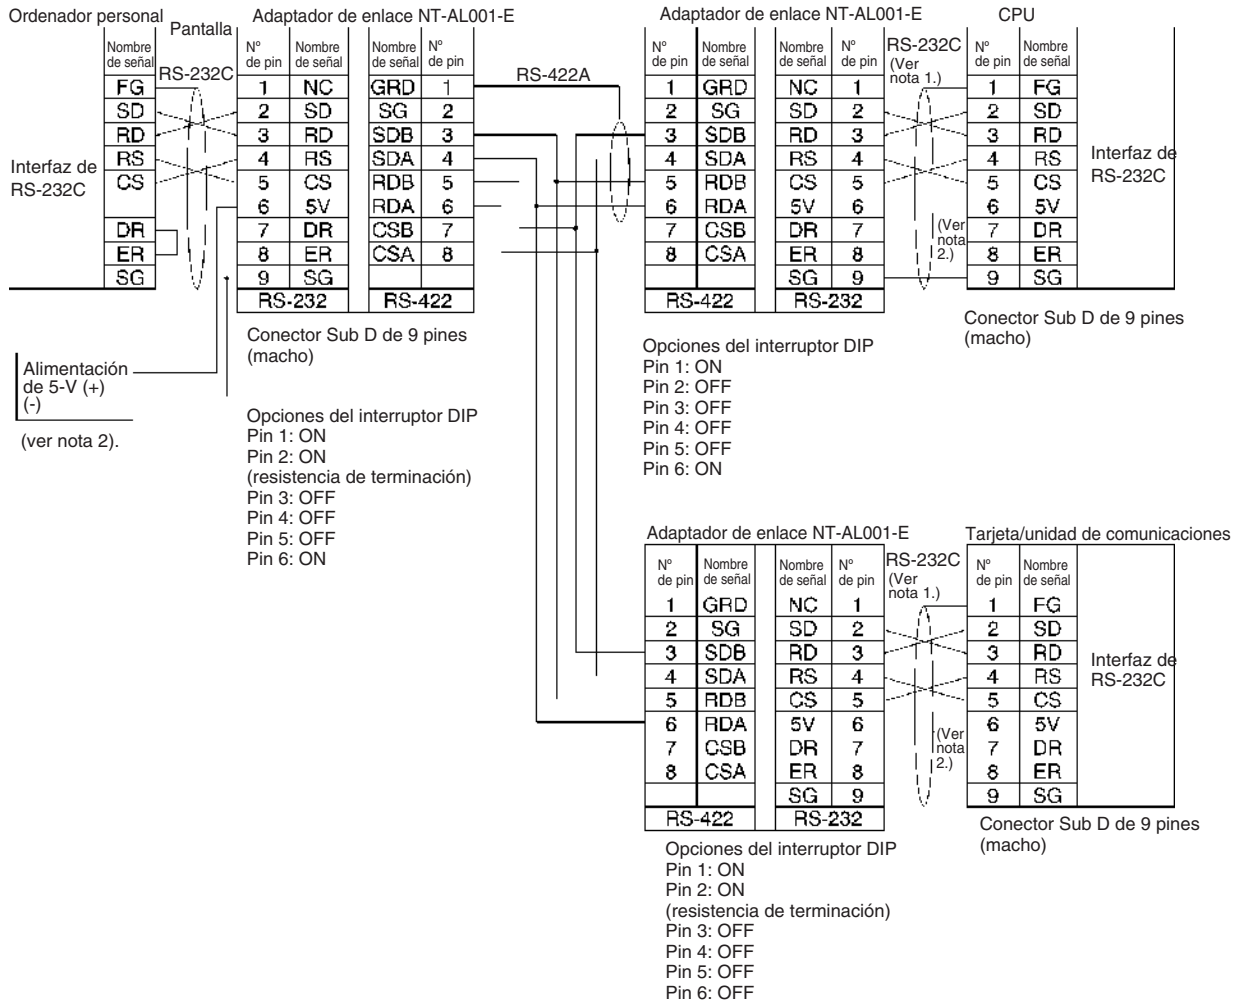 Ordenador personal
Pantalla
Adaptador de enlace NT-AL001-E
Nombre
de señal
FG
SD
RD
RS
CS
DR
ER
SG
Interfaz de
RS-232C
RS-232C
Nº
de pin
Nombre
de señal
Nombre
de señal
Nº
de pin
1 NC GRD 1
2 SD SG 2
3 RD SDB 3
4 RS SDA 4
5 CS RDB 5
6 5V RDA 6
7 DR CSB 7
8 ER CSA 8
9 SG
RS-232 RS-422
Conector Sub D de 9 pines
(macho)
Alimentación
de 5-V (+)
(-)
(ver nota 2).
Opciones del interruptor DIP
Pin 1: ON
Pin 2: ON
(resistencia de terminación)
Pin 3: OFF
Pin 4: OFF
Pin 5: OFF
Pin 6: ON
RS-422A
Adaptador de enlace NT-AL001-E
Nº
de pin
Nombre
de señal
Nombre
de señal
Nº
de pin
1 GRD NC 1
2 SG SD 2
3 SDB RD 3
4 SDA RS 4
5 RDB CS 5
6 RDA 5V 6
7 CSB DR 7
8 CSA ER 8
SG 9
RS-422 RS-232
RS-232C
(Ver
nota 1.)
(Ver
nota
2.)
CPU
Nº
de pin
Nombre
de señal
1 FG
2 SD
3 RD
4 RS
5 CS
6 5V
7 DR
8 ER
9 SG
Interfaz de
RS-232C
Conector Sub D de 9 pines
(macho)
Opciones del interruptor DIP
Pin 1: ON
Pin 2: OFF
Pin 3: OFF
Pin 4: OFF
Pin 5: OFF
Pin 6: ON
Adaptador de enlace NT-AL001-E
Nº
de pin
Nombre
de señal
Nombre
de señal
Nº
de pin
1 GRD NC 1
2 SG SD 2
3 SDB RD 3
4 SDA RS 4
5 RDB CS 5
6 RDA 5V 6
7 CSB DR 7
8 CSA ER 8
SG 9
RS-422 RS-232
RS-232C
(Ver
nota 1.)
(Ver
nota
2.)
Tarjeta/unidad de comunicaciones
Nº
de pin
Nombre
de señal
1 FG
2 SD
3 RD
4 RS
5 CS
6 5V
7 DR
8 ER
9 SG
Interfaz de
RS-232C
Conector Sub D de 9 pines
(macho)
Opciones del interruptor DIP
Pin 1: ON
Pin 2: ON
(resistencia de terminación)
Pin 3: OFF
Pin 4: OFF
Pin 5: OFF
Pin 6: OFF